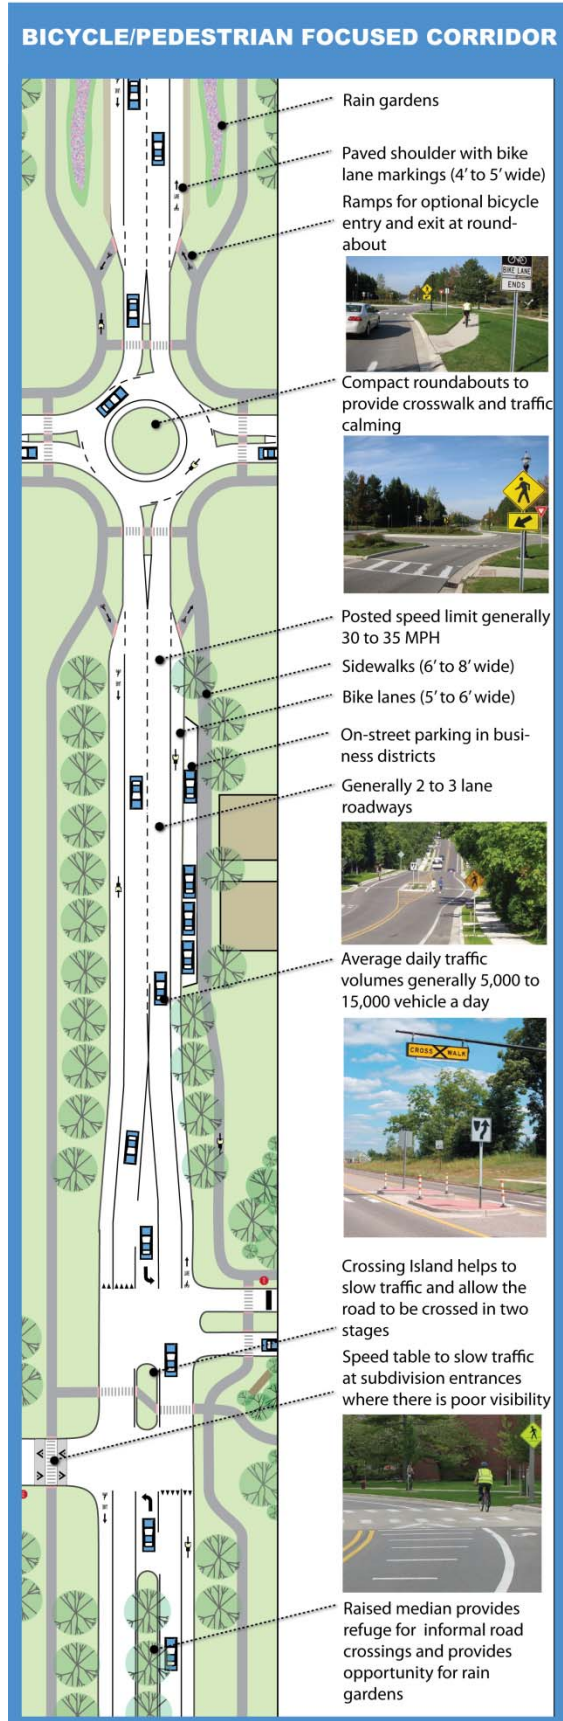 BICYCLE/PEDESTRIAN FOCUSED CORRIDOR
Rain gardens
Paved shoulder with bike
lane markings (4' to 5' wide)
Ramps for optional bicycle
entry and exit at round-
about
BIKE LANE
ENDS
Compact roundabouts to
provide crosswalk and traffic
calming
Posted speed limit generally
30 to 35 MPH
Sidewalks (6' to 8' wide)
Bike lanes (5' to 6' wide)
On-street parking in busi-
ness districts
Generally 2 to 3 lane
roadways
Average daily traffic
volumes generally 5,000 to
15,000 vehicle a day
CROSS WALK
Crossing Island helps to
slow traffic and allow the
road to be crossed in two
stages
Speed table to slow traffic
at subdivision entrances
where there is poor visibility
Raised median provides
refuge for informal road
crossings and provides
opportunity for rain
gardens